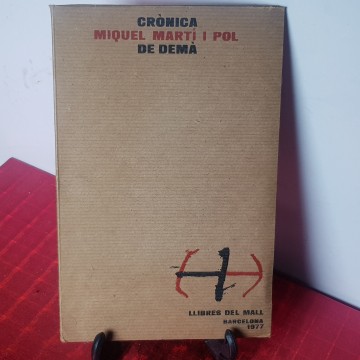 CRÒNICA
MIQUEL MARTÍ I POL
DE DEMÀ
LLIBRES DEL MALL
BARCELONA
1977